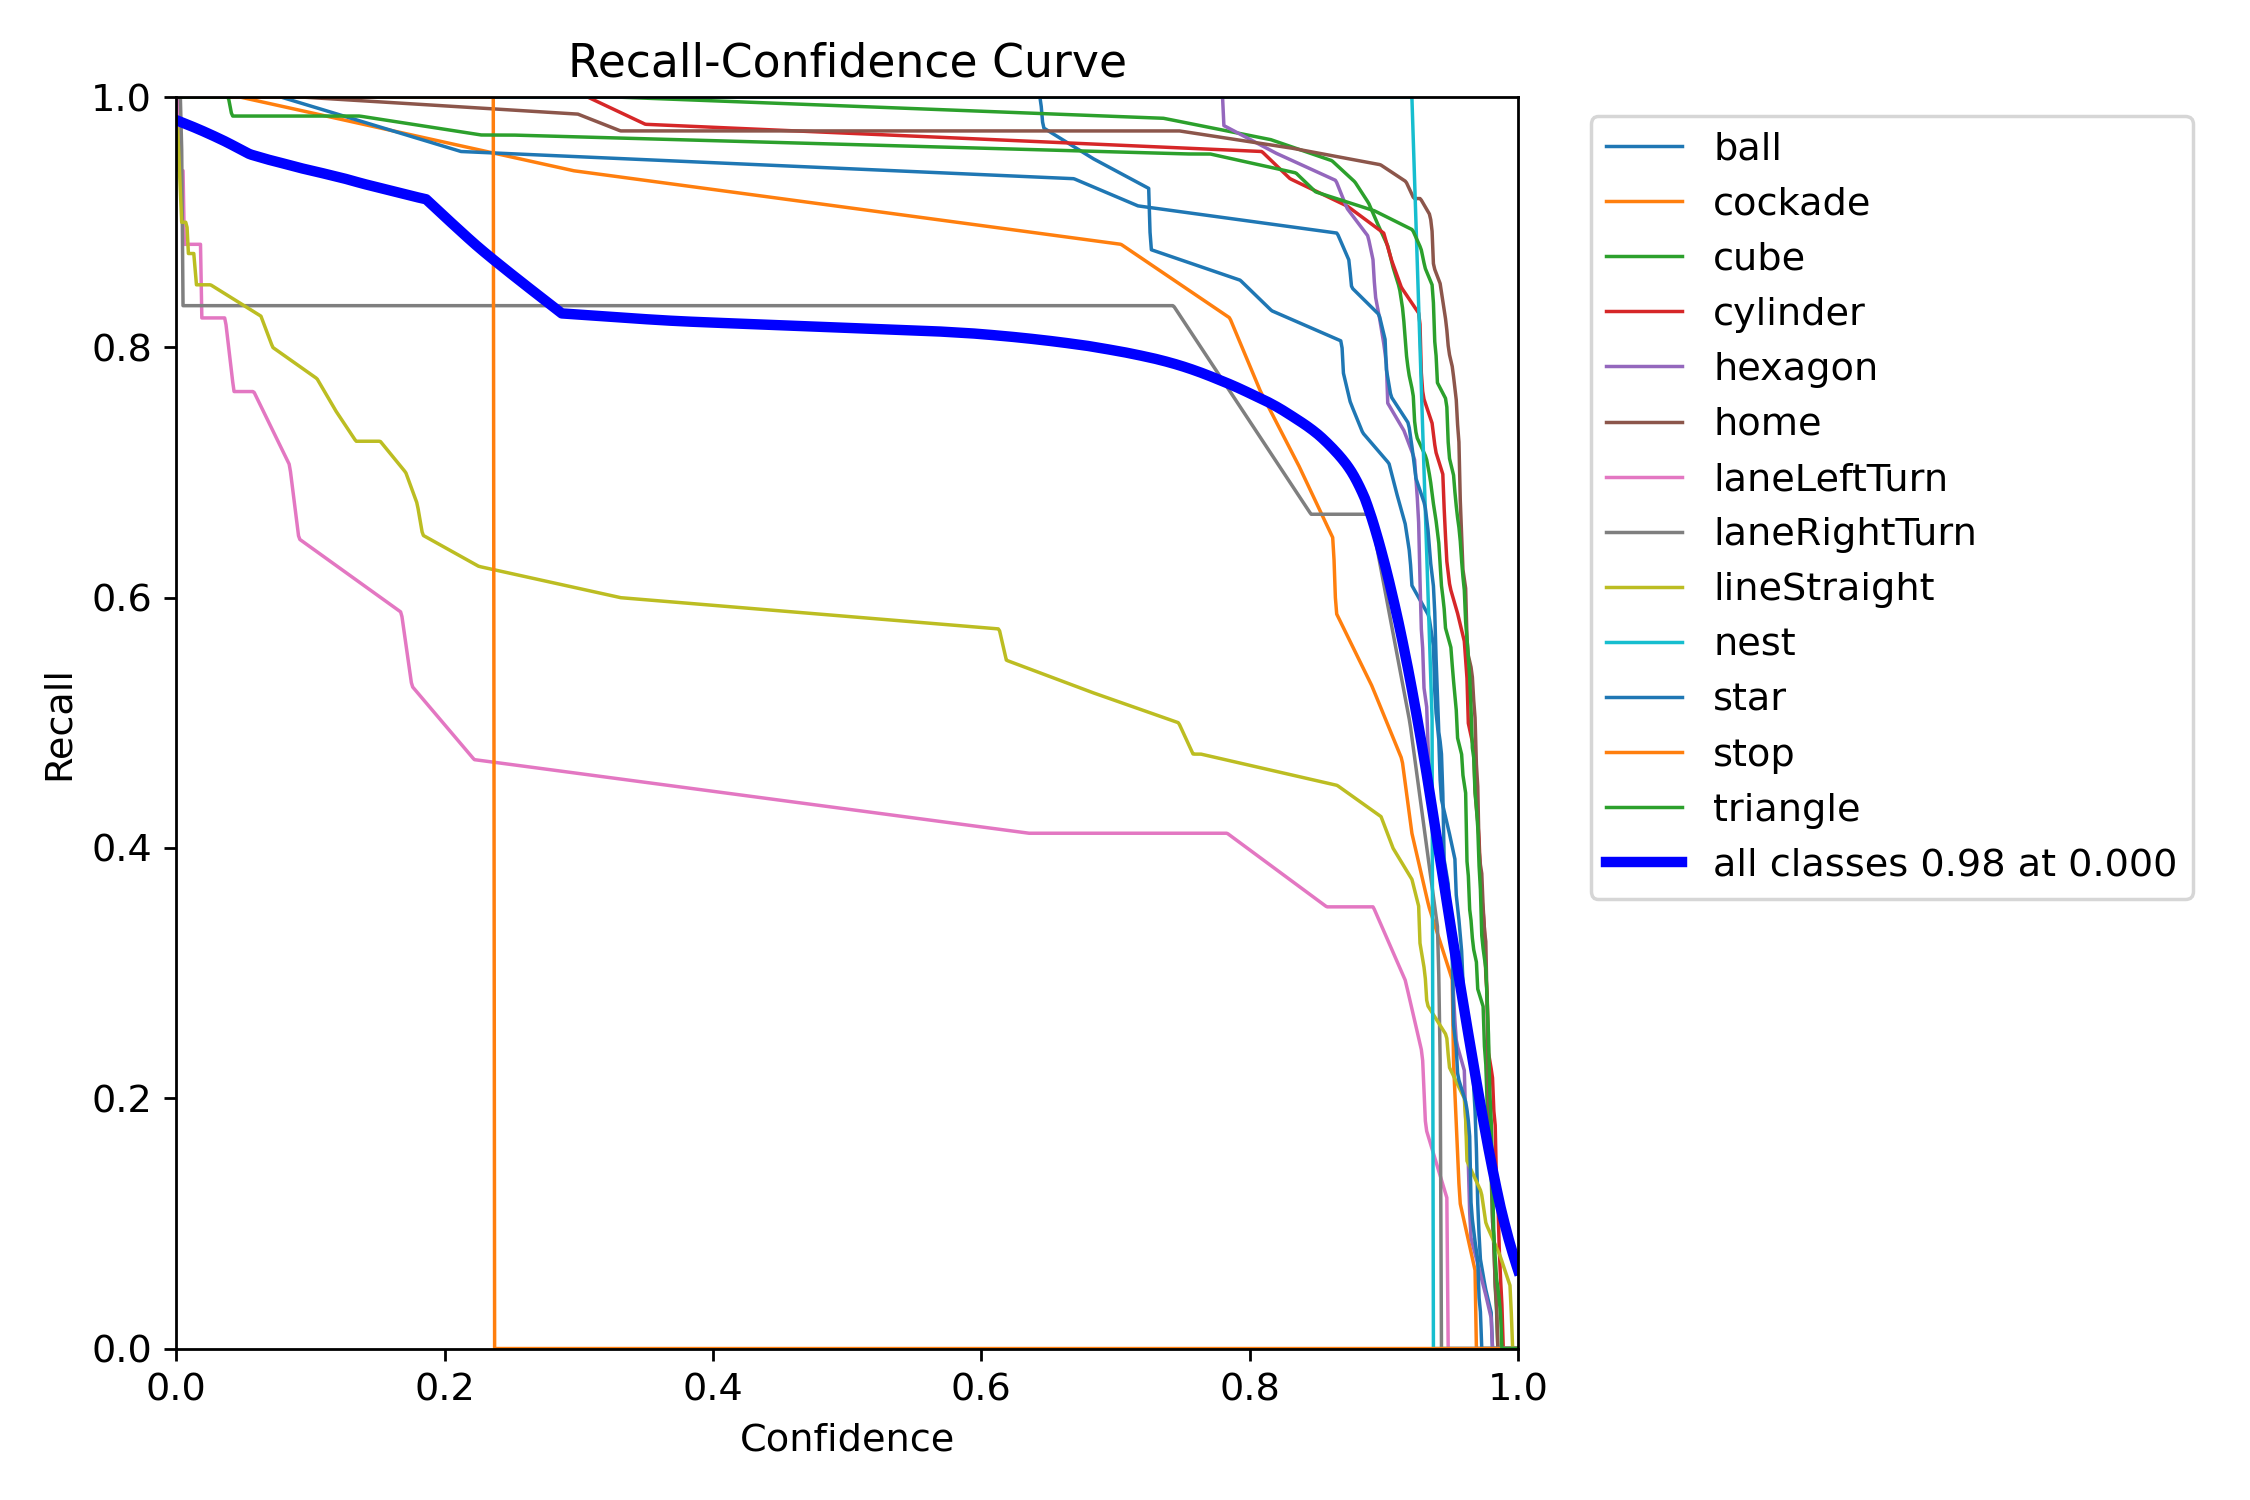 Recall-Confidence Curve
1.0
0.8
0.6
0.4
0.2
0.0
Recall
0.0 0.2 0.4 0.6 0.8 1.0
Confidence
ball
cockade
cube
cylinder
hexagon
home
laneLeftTurn
laneRightTurn
lineStraight
nest
star
stop
triangle
all classes 0.98 at 0.000